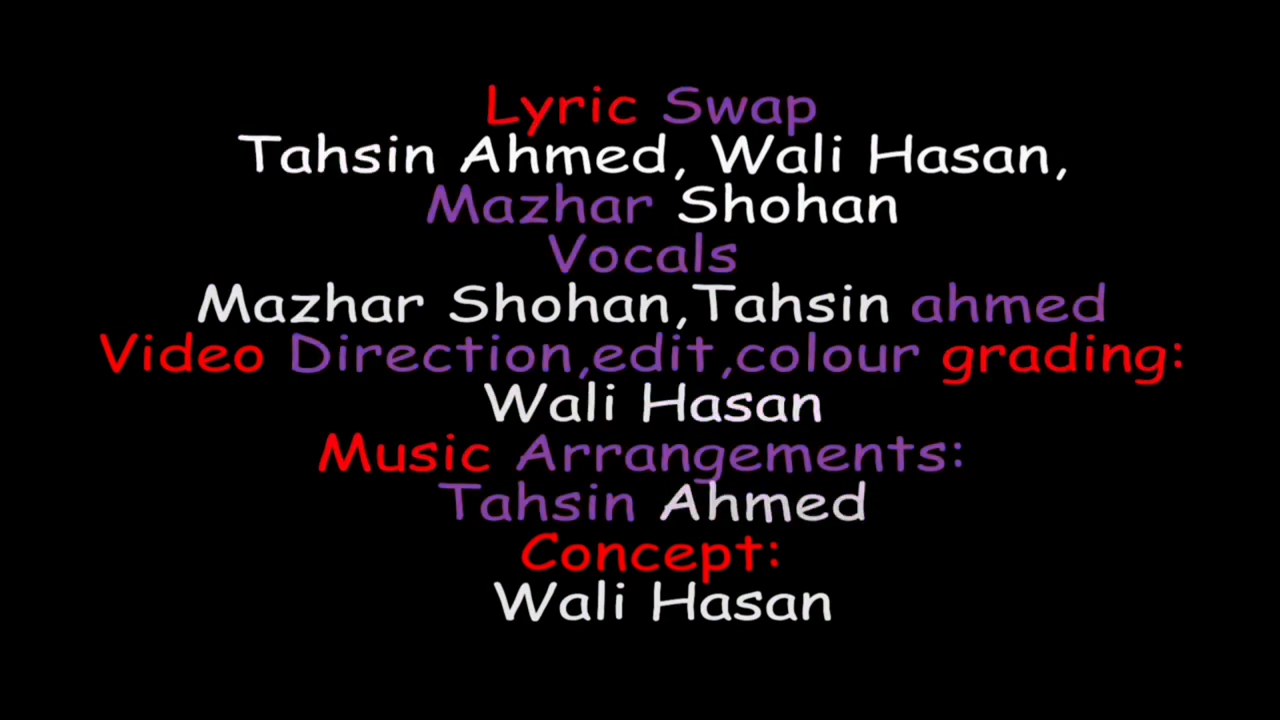 Lyric Swap
Tahsin Ahmed, Wali Hasan,
Mazhar Shohan
Vocals
Mazhar Shohan,Tahsin ahmed
Video Direction,edit,colour grading:
Wali Hasan
Music Arrangements:
Tahsin Ahmed
Concept:
Wali Hasan